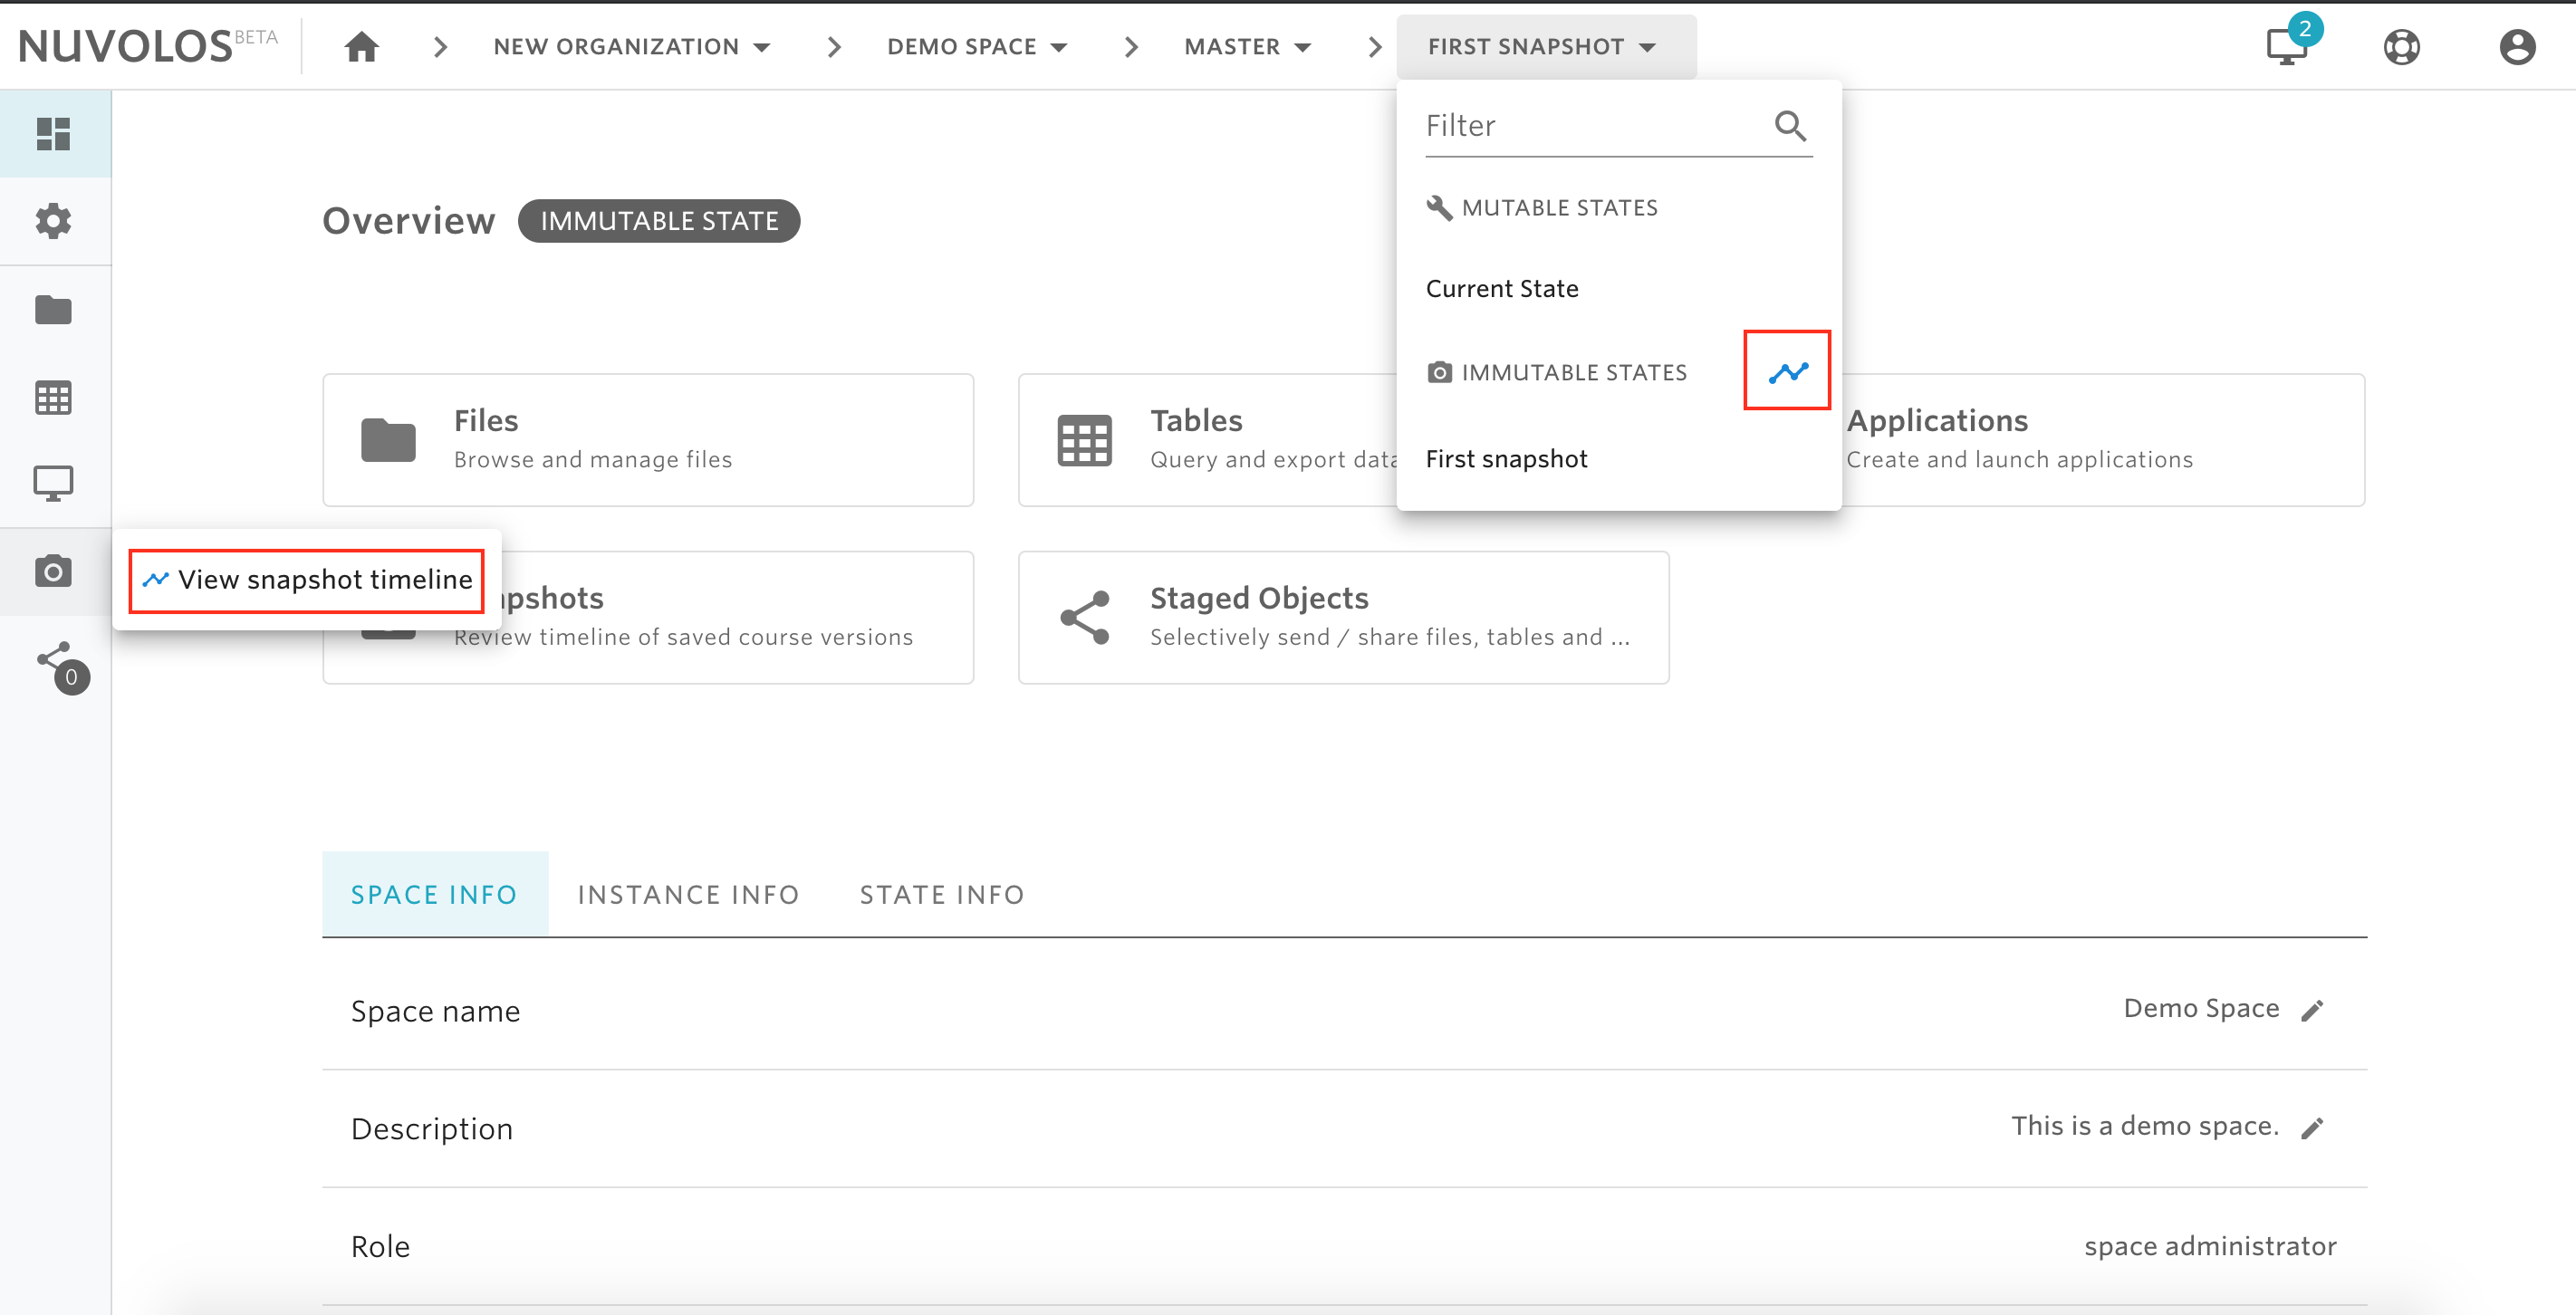 NUVOLOS BETA
NEW ORGANIZATION
DEMO SPACE
MASTER
FIRST SNAPSHOT
2
Filter
MUTABLE STATES
Current State
IMMUTABLE STATES
First snapshot
Overview
IMMUTABLE STATE
Files
Browse and manage files
Tables
Query and export data
Applications
Create and launch applications
View snapshot timeline
pshots
Review timeline of saved course versions
Staged Objects
Selectively send / share files, tables and ...
0
SPACE INFO
INSTANCE INFO
STATE INFO
Space name
Demo Space
Description
This is a demo space.
Role
space administrator